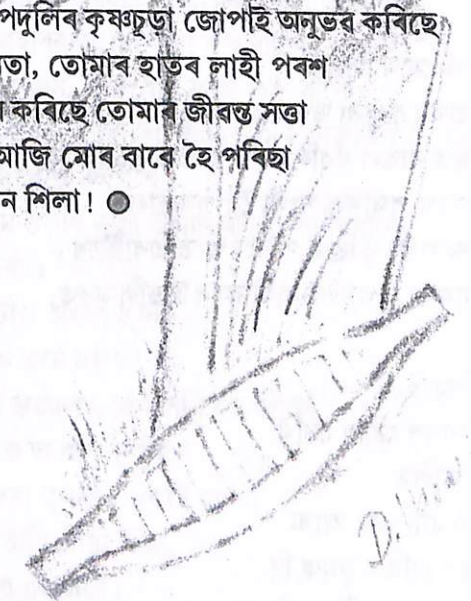 পদুলিৰ কৃষ্ণচূড়া জোপাই অনুভৱ কৰিছে
তোমাৰ হাতৰ লাহী পৰশ
কৰিছে তোমাৰ জীৱন্ত সত্তা
আজি মোৰ বাবে হৈ পৰিছা
শিলা! ●
D.